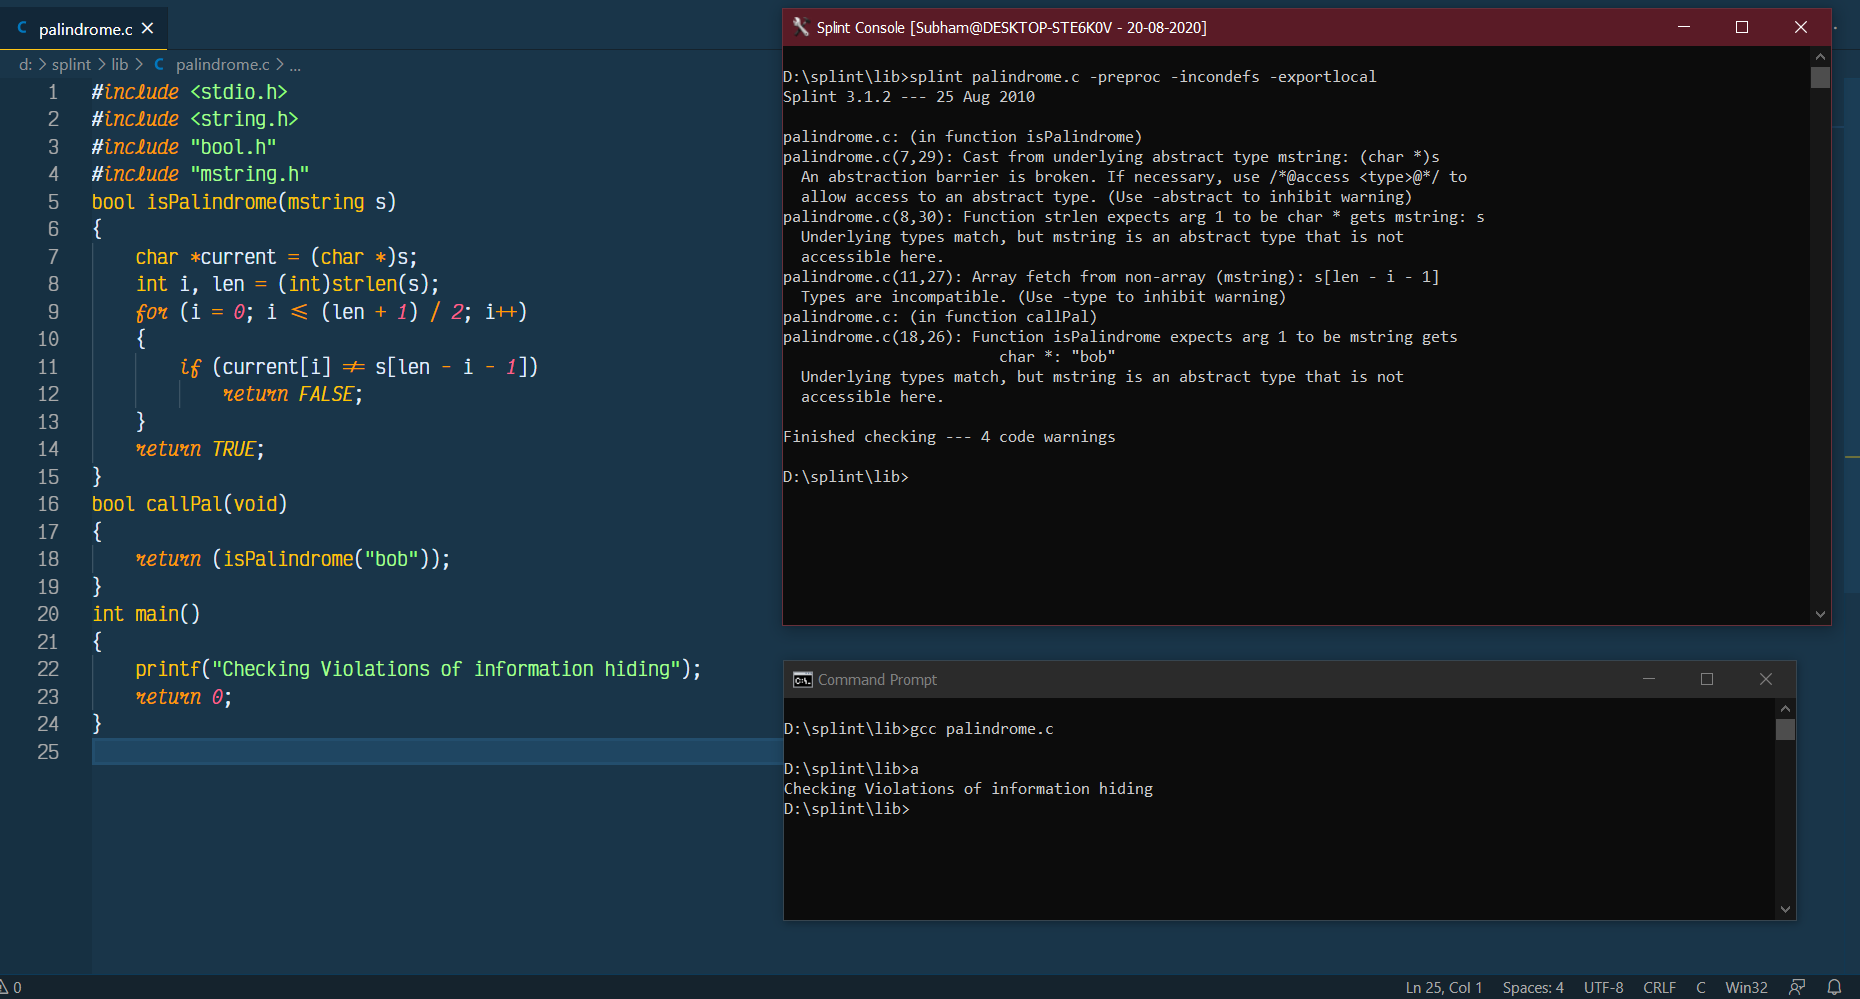 palindrome.c
d: > splint > lib > C palindrome.c > ...
1 #include <stdio.h>
2 #include <string.h>
3 #include "bool.h"
4 #include "mstring.h"
5 bool isPalindrome(mstring s)
6 {
7 char *current = (char *)s;
8 int i, len = (int)strlen(s);
9 for (i = 0; i <= (len + 1) / 2; i++)
10 {
11 if (current[i] != s[len - i - 1])
12 return FALSE;
13 }
14 return TRUE;
15 }
16 bool callPal(void)
17 {
18 return (isPalindrome("bob"));
19 }
20 int main()
21 {
22 printf("Checking Violations of information hiding");
23 return 0;
24 }
25
Splint Console [Subham@DESKTOP-STE6K0V - 20-08-2020]
D:\splint\lib>splint palindrome.c -preproc -incondefs -exportlocal
Splint 3.1.2 --- 25 Aug 2010
palindrome.c: (in function isPalindrome)
palindrome.c(7,29): Cast from underlying abstract type mstring: (char *)s
An abstraction barrier is broken. If necessary, use /*@access <type>@*/ to
allow access to an abstract type. (Use -abstract to inhibit warning)
palindrome.c(8,30): Function strlen expects arg 1 to be char * gets mstring: s
Underlying types match, but mstring is an abstract type that is not
accessible here.
palindrome.c(11,27): Array fetch from non-array (mstring): s[len - i - 1]
Types are incompatible. (Use -type to inhibit warning)
palindrome.c: (in function callPal)
palindrome.c(18,26): Function isPalindrome expects arg 1 to be mstring gets
char *: "bob"
Underlying types match, but mstring is an abstract type that is not
accessible here.
Finished checking --- 4 code warnings
D:\splint\lib>
Command Prompt
D:\splint\lib>gcc palindrome.c
D:\splint\lib>a
Checking Violations of information hiding
D:\splint\lib>
0
Ln 25, Col 1 Spaces: 4 UTF-8 CRLF C Win32